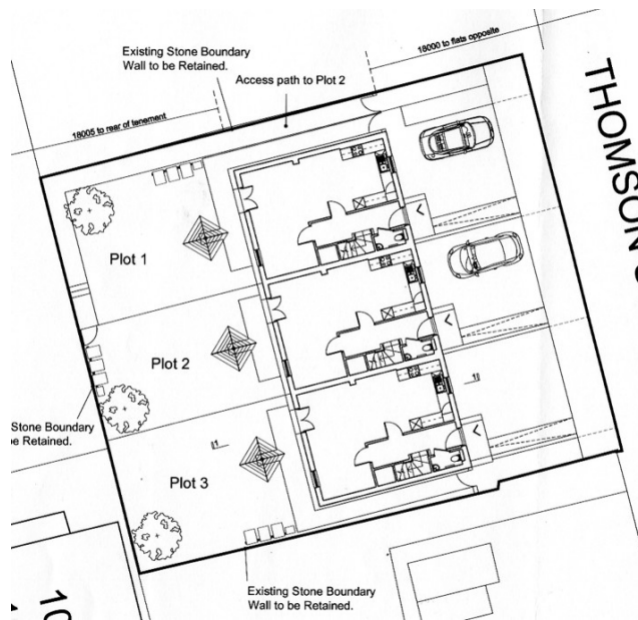 18000 to flats opposite
Existing Stone Boundary
Wall to be Retained.
Access path to Plot 2
THOMSON
18005 to rear of tenement
Plot 1
Plot 2
Stone Boundary
be Retained.
Plot 3
Existing Stone Boundary
Wall to be Retained.
10